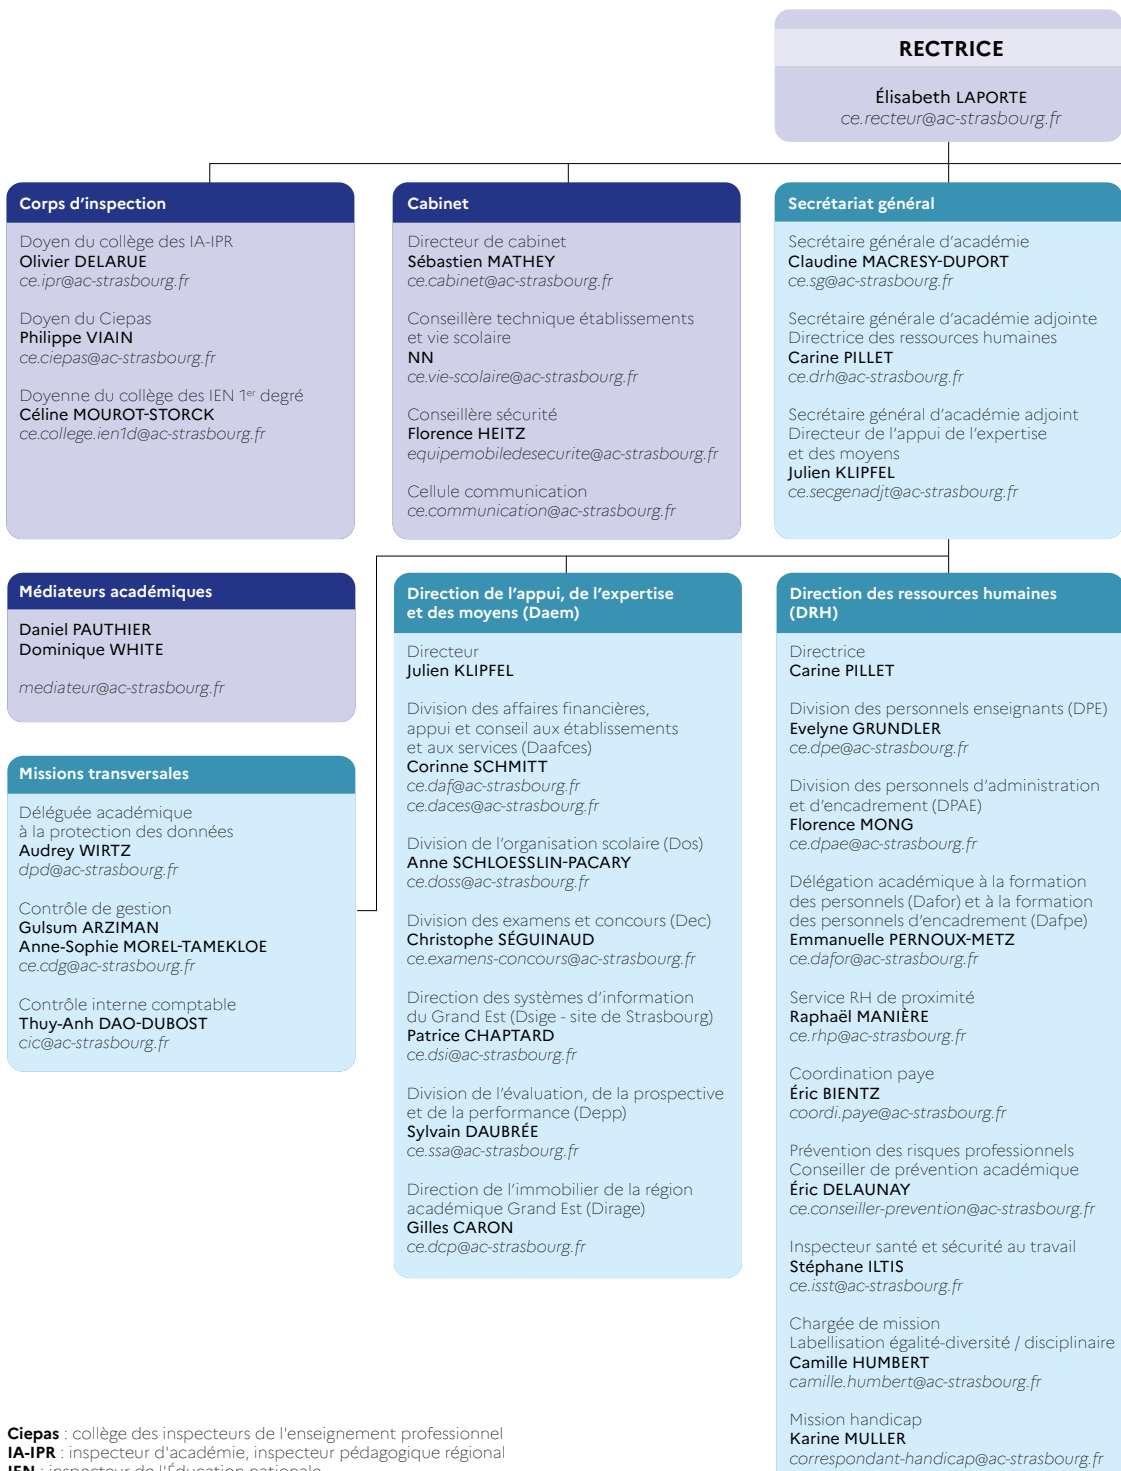 RECTRICE
Élisabeth LAPORTE
ce.recteur@ac-strasbourg.fr
Corps d’inspection
Doyen du collège des IA-IPR
Olivier DELARUE
ce.ipr@ac-strasbourg.fr
Doyen du Ciepas
Philippe VIAIN
ce.ciepas@ac-strasbourg.fr
Doyenne du collège des IEN 1er degré
Céline MOUROT-STORCK
ce.college.ien1d@ac-strasbourg.fr
Cabinet
Directeur de cabinet
Sébastien MATHEY
ce.cabinet@ac-strasbourg.fr
Conseillère technique établissements
et vie scolaire
NN
ce.vie-scolaire@ac-strasbourg.fr
Conseillère sécurité
Florence HEITZ
equipemobiledesecurite@ac-strasbourg.fr
Cellule communication
ce.communication@ac-strasbourg.fr
Secrétariat général
Secrétaire générale d’académie
Claudine MACRESY-DUPORT
ce.sg@ac-strasbourg.fr
Secrétaire générale d’académie adjointe
Directrice des ressources humaines
Carine PILLET
ce.drh@ac-strasbourg.fr
Secrétaire général d’académie adjoint
Directeur de l’appui de l’expertise
et des moyens
Julien KLIPFEL
ce.secgenadjt@ac-strasbourg.fr
Médiateurs académiques
Daniel PAUTHIER
Dominique WHITE
mediateur@ac-strasbourg.fr
Missions transversales
Déléguée académique
à la protection des données
Audrey WIRTZ
dpd@ac-strasbourg.fr
Contrôle de gestion
Gulsum ARZIMAN
Anne-Sophie MOREL-TAMEKLOE
ce.cdg@ac-strasbourg.fr
Contrôle interne comptable
Thuy-Anh DAO-DUBOST
cic@ac-strasbourg.fr
Direction de l’appui, de l’expertise
et des moyens (Daem)
Directeur
Julien KLIPFEL
Division des affaires financières,
appui et conseil aux établissements
et aux services (Daafces)
Corinne SCHMITT
ce.daf@ac-strasbourg.fr
ce.daces@ac-strasbourg.fr
Division de l’organisation scolaire (Dos)
Anne SCHLOESSLIN-PACARY
ce.doss@ac-strasbourg.fr
Division des examens et concours (Dec)
Christophe SÉGUINAUD
ce.examens-concours@ac-strasbourg.fr
Direction des systèmes d’information
du Grand Est (Dsige - site de Strasbourg)
Patrice CHAPTARD
ce.dsi@ac-strasbourg.fr
Division de l’évaluation, de la prospective
et de la performance (Depp)
Sylvain DAUBRÉE
ce.ssa@ac-strasbourg.fr
Direction de l’immobilier de la région
académique Grand Est (Dirage)
Gilles CARON
ce.dcp@ac-strasbourg.fr
Direction des ressources humaines
(DRH)
Directrice
Carine PILLET
Division des personnels enseignants (DPE)
Evelyne GRUNDLER
ce.dpe@ac-strasbourg.fr
Division des personnels d’administration
et d’encadrement (DPAE)
Florence MONG
ce.dpae@ac-strasbourg.fr
Délégation académique à la formation
des personnels (Dafor) et à la formation
des personnels d’encadrement (Dafpe)
Emmanuelle PERNOUX-METZ
ce.dafor@ac-strasbourg.fr
Service RH de proximité
Raphaël MANIÈRE
ce.rhp@ac-strasbourg.fr
Coordination paye
Éric BIENTZ
coordi.paye@ac-strasbourg.fr
Prévention des risques professionnels
Conseiller de prévention académique
Éric DELAUNAY
ce.conseiller-prevention@ac-strasbourg.fr
Inspecteur santé et sécurité au travail
Stéphane ILTIS
ce.isst@ac-strasbourg.fr
Chargée de mission
Labellisation égalité-diversité / disciplinaire
Camille HUMBERT
camille.humbert@ac-strasbourg.fr
Mission handicap
Karine MULLER
correspondant-handicap@ac-strasbourg.fr
Ciepas : collège des inspecteurs de l'enseignement professionnel
IA-IPR : inspecteur d'académie, inspecteur pédagogique régional
IEN : inspecteur de l'Éducation nationale